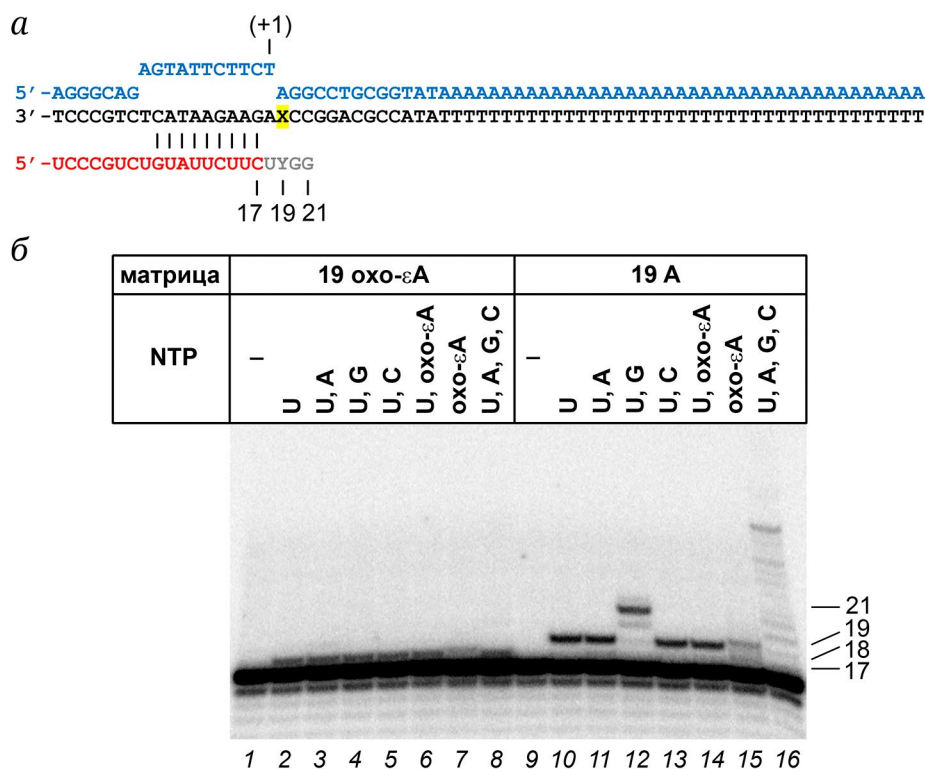 а
(+1)
AGTATTCTTCT
5′-AGGGCAG AGGCCTGCGGTATAAAAAAAAAAAAAAAAAAAAAAAAAAAAAAAAAAAAAAA
3′-TCCCGTCTCATAAGAAGAXCCGGACGCCATATTTTTTTTTTTTTTTTTTTTTTTTTTTTTTTTTTTTTTT
5′-UCCCGUCUGUAUUCUUCUYGG
17 19 21
б
матрица 19 oxo-εA 19 A
NTP – U U, A U, G U, C U, oxo-εA oxo-εA U, A, G, C – U U, A U, G U, C U, oxo-εA oxo-εA U, A, G, C
21
19
18
17
1 2 3 4 5 6 7 8 9 10 11 12 13 14 15 16